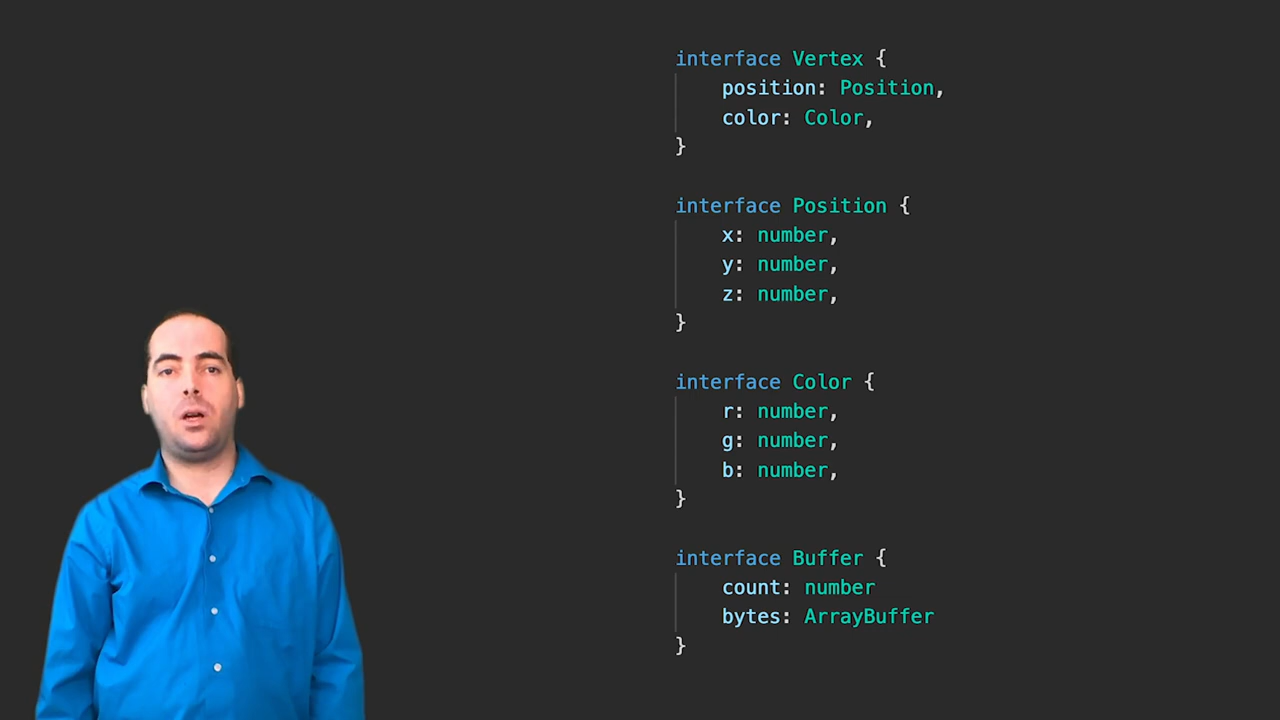 interface Vertex {
    position: Position,
    color: Color,
}
interface Position {
    x: number,
    y: number,
    z: number,
}
interface Color {
    r: number,
    g: number,
    b: number,
}
interface Buffer {
    count: number
    bytes: ArrayBuffer
}